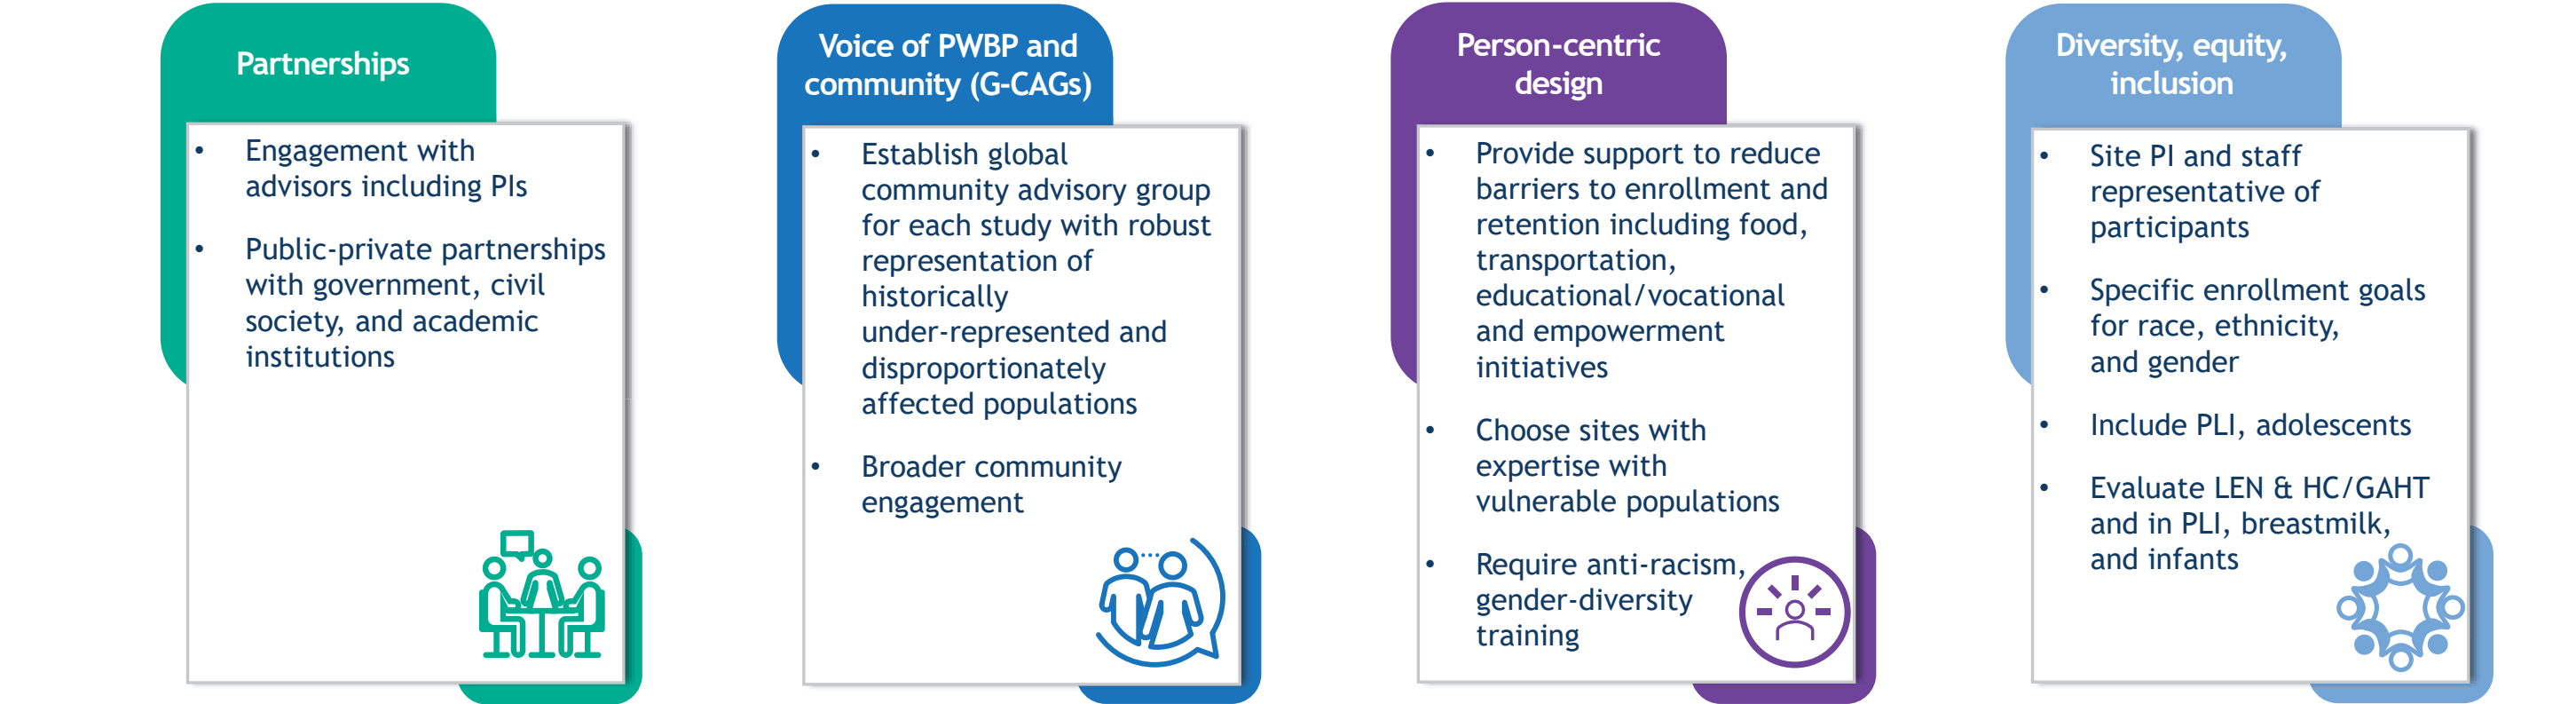 Partnerships
• Engagement with
advisors including PIs
• Public-private partnerships
with government, civil
society, and academic
institutions
Voice of PWBP and
community (G-CAGs)
• Establish global
community advisory group
for each study with robust
representation of
historically
under-represented and
disproportionately
affected populations
• Broader community
engagement
Person-centric
design
• Provide support to reduce
barriers to enrollment and
retention including food,
transportation,
educational/vocational
and empowerment
initiatives
• Choose sites with
expertise with
vulnerable populations
• Require anti-racism,
gender-diversity
training
Diversity, equity,
inclusion
• Site PI and staff
representative of
participants
• Specific enrollment goals
for race, ethnicity,
and gender
• Include PLI, adolescents
• Evaluate LEN & HC/GAHT
and in PLI, breastmilk,
and infants